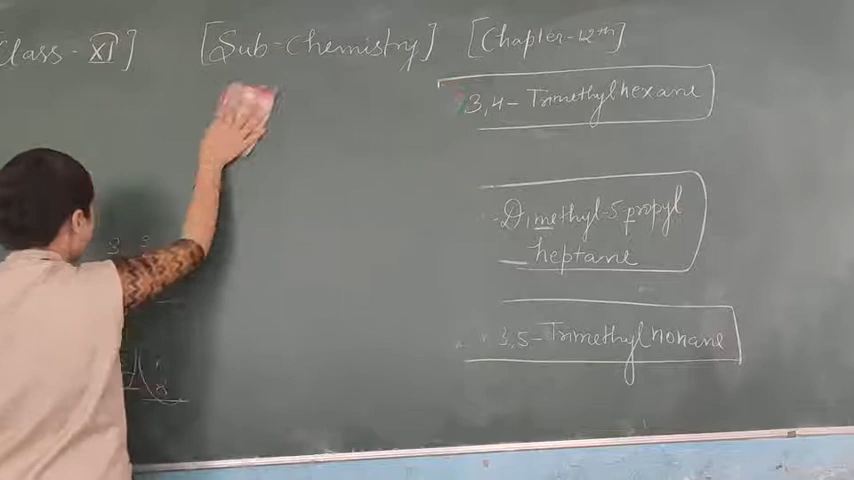 Class - XI]
[Sub - Chemistry]
[Chapter - 12th]
3,4 - Trimethylhexane
- Dimethyl - 5 - propyl
heptane
3,5 - Trimethylnonane